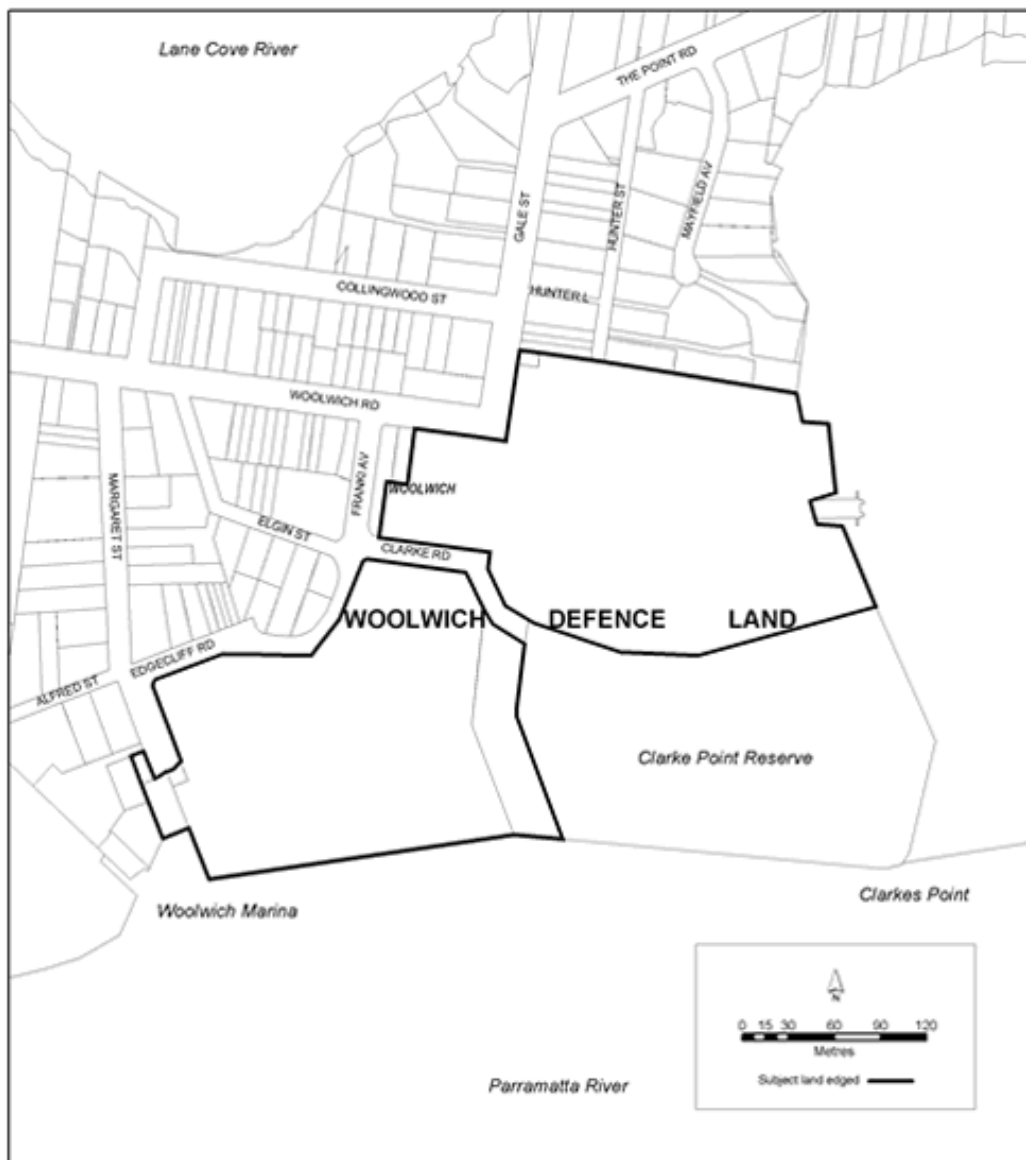 Lane Cove River
THE POINT RD
GALE ST
HUNTER ST
MAYFIELD AV
COLLINGWOOD ST
HUNTER L
WOOLWICH RD
MARGARET ST
FRANKI AV
WOOLWICH
ELGIN ST
CLARKE RD
WOOLWICH DEFENCE LAND
EDGECLIFF RD
ALFRED ST
Clarke Point Reserve
Woolwich Marina
Clarkes Point
N
0 15 30 60 90 120
Metres
Subject land edged
Parramatta River